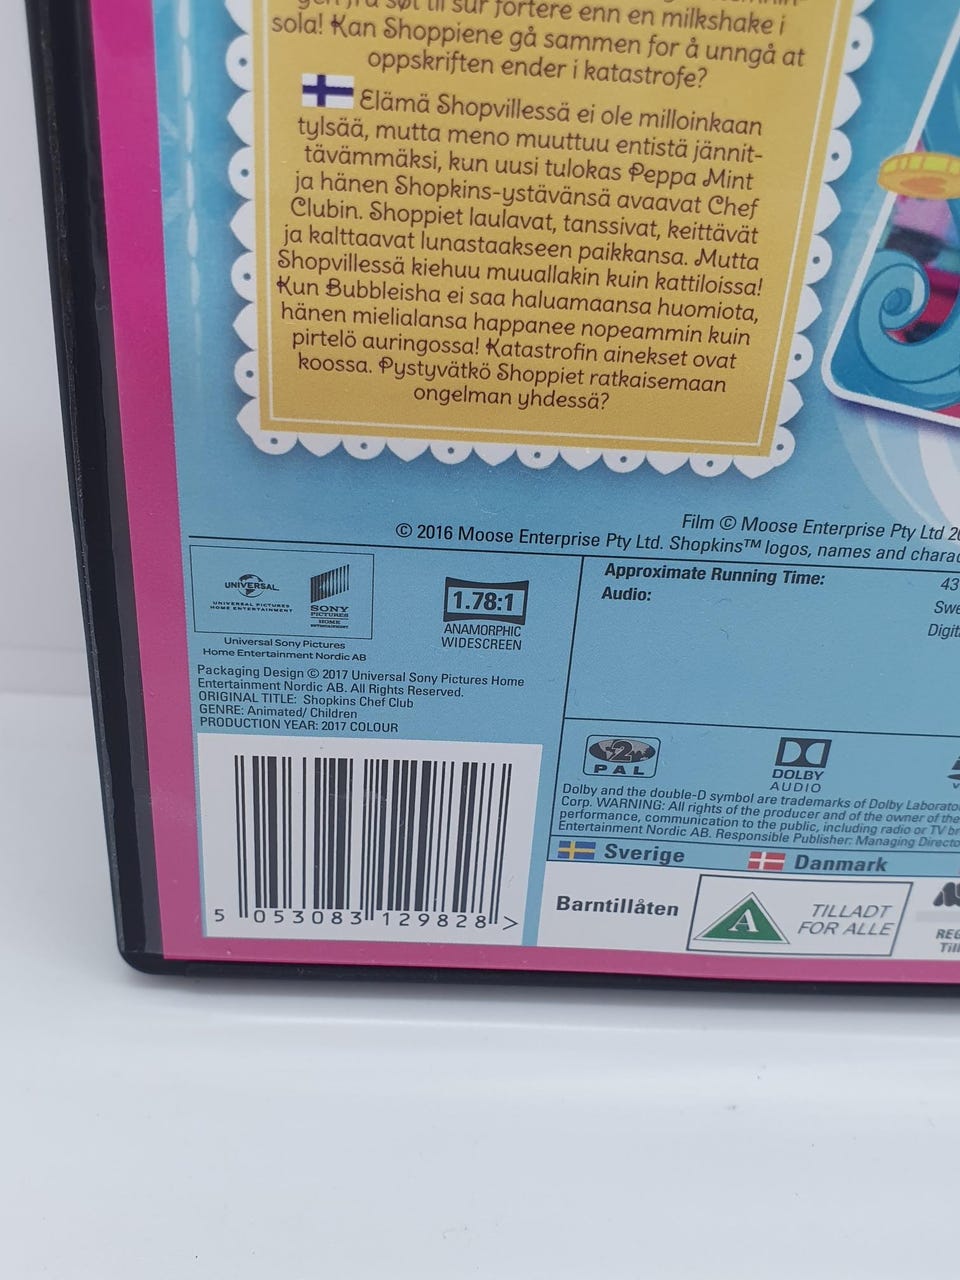 sola! Kan Shoppiene gå sammen for å unngå at
oppskriften ender i katastrofe?
Elämä Shopvillessä ei ole milloinkaan
tylsää, mutta meno muuttuu entistä jännit-
tävämmäksi, kun uusi tulokas Peppa Mint
ja hänen Shopkins-ystävänsä avaavat Chef
Clubin. Shoppiet laulavat, tanssivat, keittävät
ja kalttaavat lunastaakseen paikkansa. Mutta
Shopvillessä kiehuu muuallakin kuin kattiloissa!
Kun Bubbleisha ei saa haluamaansa huomiota,
hänen mielialansa happanee nopeammin kuin
pirtelö auringossa! Katastrofin ainekset ovat
koossa. Pystyvätkö Shoppiet ratkaisemaan
ongelman yhdessä?
Film © Moose Enterprise Pty Ltd
© 2016 Moose Enterprise Pty Ltd. Shopkins™ logos, names and
UNIVERSAL
UNIVERSAL PICTURES
HOME ENTERTAINMENT
SONY
PICTURES
HOME
ENTERTAINMENT
Universal Sony Pictures
Home Entertainment Nordic AB
1.78:1
ANAMORPHIC
WIDESCREEN
Approximate Running Time: 43
Audio:
Packaging Design © 2017 Universal Sony Pictures Home
Entertainment Nordic AB. All Rights Reserved.
ORIGINAL TITLE: Shopkins Chef Club
GENRE: Animated/ Children
PRODUCTION YEAR: 2017 COLOUR
2
PAL
DOLBY
AUDIO
Dolby and the double-D symbol are trademarks of Dolby
Corp. WARNING: All rights of the producer and of the owner of the
performance, communication to the public, including radio or TV
Entertainment Nordic AB. Responsible Publisher: Managing
Sverige
Danmark
Barntillåten
A
TILLADT
FOR ALLE
5 053083 129828 >